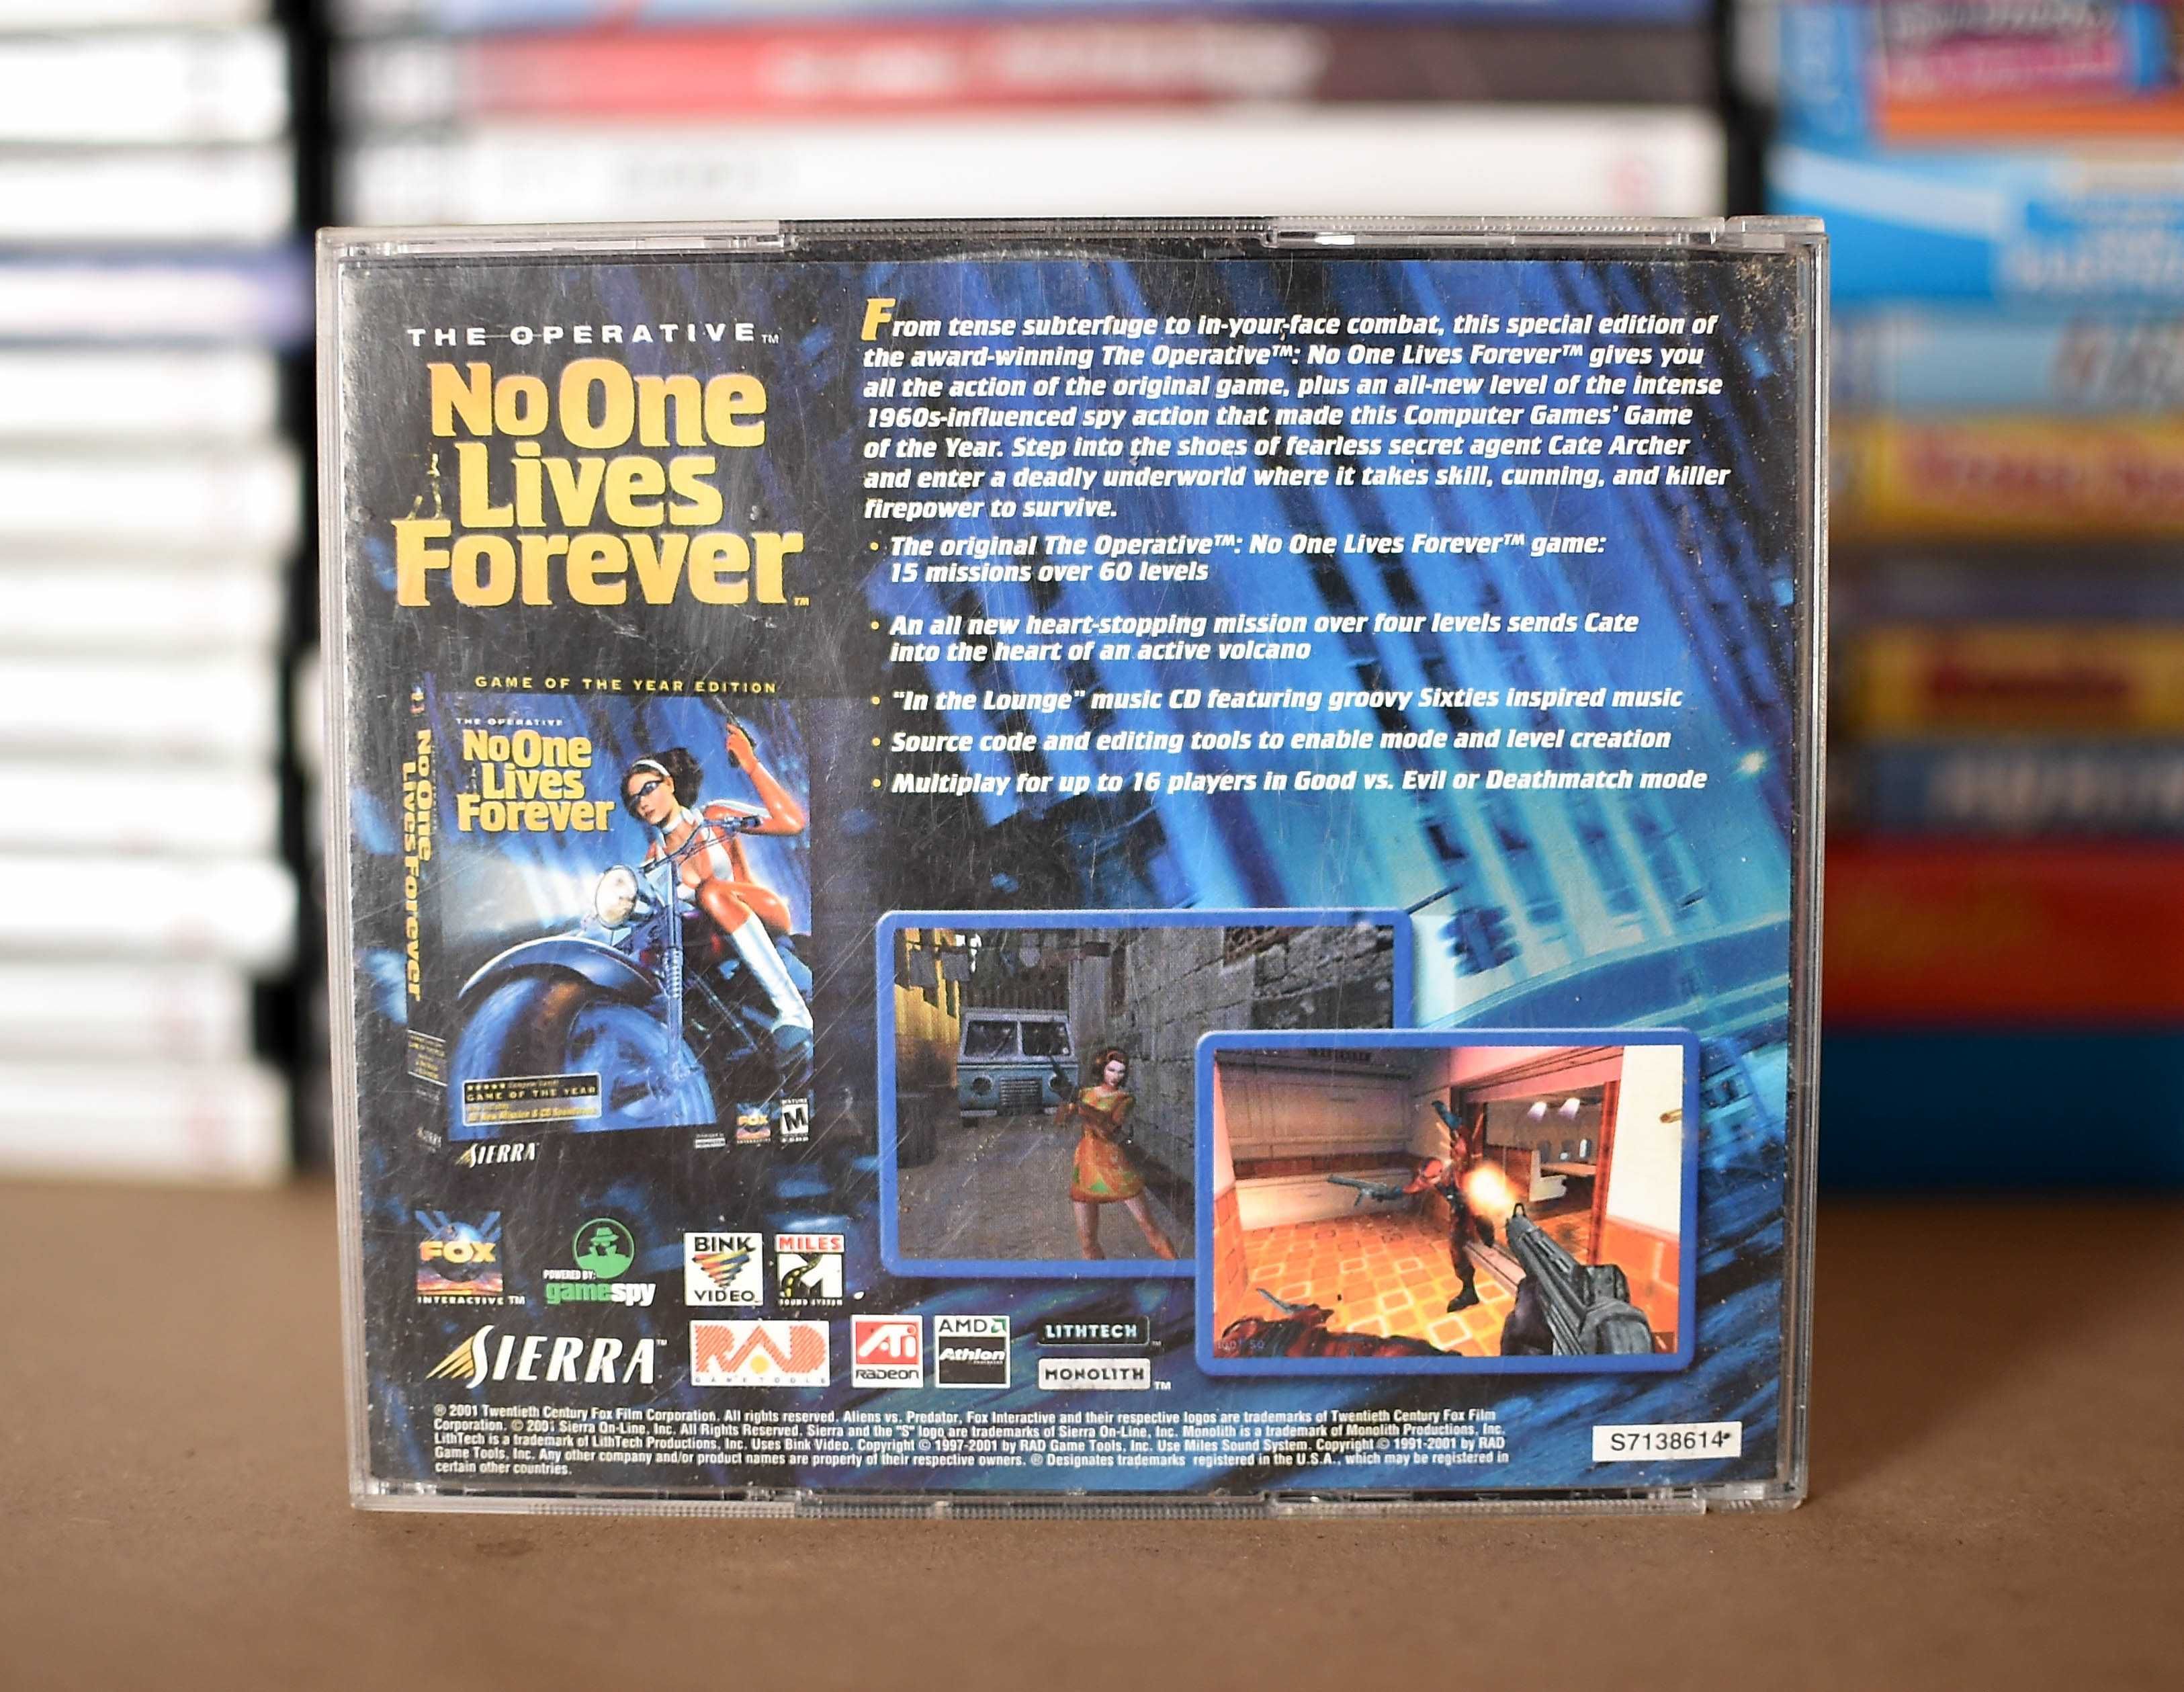 THE OPERATIVE™
No One
Lives
Forever™
GAME OF THE YEAR EDITION
From tense subterfuge to in-your-face combat, this special edition of
the award-winning The Operative™: No One Lives Forever™ gives you
all the action of the original game, plus an all-new level of the intense
1960s-influenced spy action that made this Computer Games' Game
of the Year. Step into the shoes of fearless secret agent Cate Archer
and enter a deadly underworld where it takes skill, cunning, and killer
firepower to survive.
• The original The Operative™: No One Lives Forever™ game:
15 missions over 60 levels
• An all new heart-stopping mission over four levels sends Cate
into the heart of an active volcano
• "In the Lounge" music CD featuring groovy Sixties inspired music
• Source code and editing tools to enable mode and level creation
• Multiplay for up to 16 players in Good vs. Evil or Deathmatch mode
No One
Lives Forever
THE OPERATIVE
No One
Lives
Forever
GAME OF THE YEAR
FOX
MATURE
M
SIERRA
FOX
INTERACTIVE™
POWERED BY:
gamespy
BINK
VIDEO
MILES
SOUND SYSTEM
SIERRA™
RAD
GAME TOOLS
ATi
RADEON
AMD
Athlon
LITHTECH™
MONOLITH™
® 2001 Twentieth Century Fox Film Corporation. All rights reserved. Aliens vs. Predator, Fox Interactive and their respective logos are trademarks of Twentieth Century Fox Film
Corporation. © 2001 Sierra On-Line, Inc. All Rights Reserved. Sierra and the "S" logo are trademarks of Sierra On-Line, Inc. Monolith is a trademark of Monolith Productions, Inc.
LithTech is a trademark of LithTech Productions, Inc. Uses Bink Video. Copyright © 1997-2001 by RAD Game Tools, Inc. Use Miles Sound System. Copyright © 1991-2001 by RAD
Game Tools, Inc. Any other company and/or product names are property of their respective owners. ® Designates trademarks registered in the U.S.A., which may be registered in
certain other countries.
S7138614*